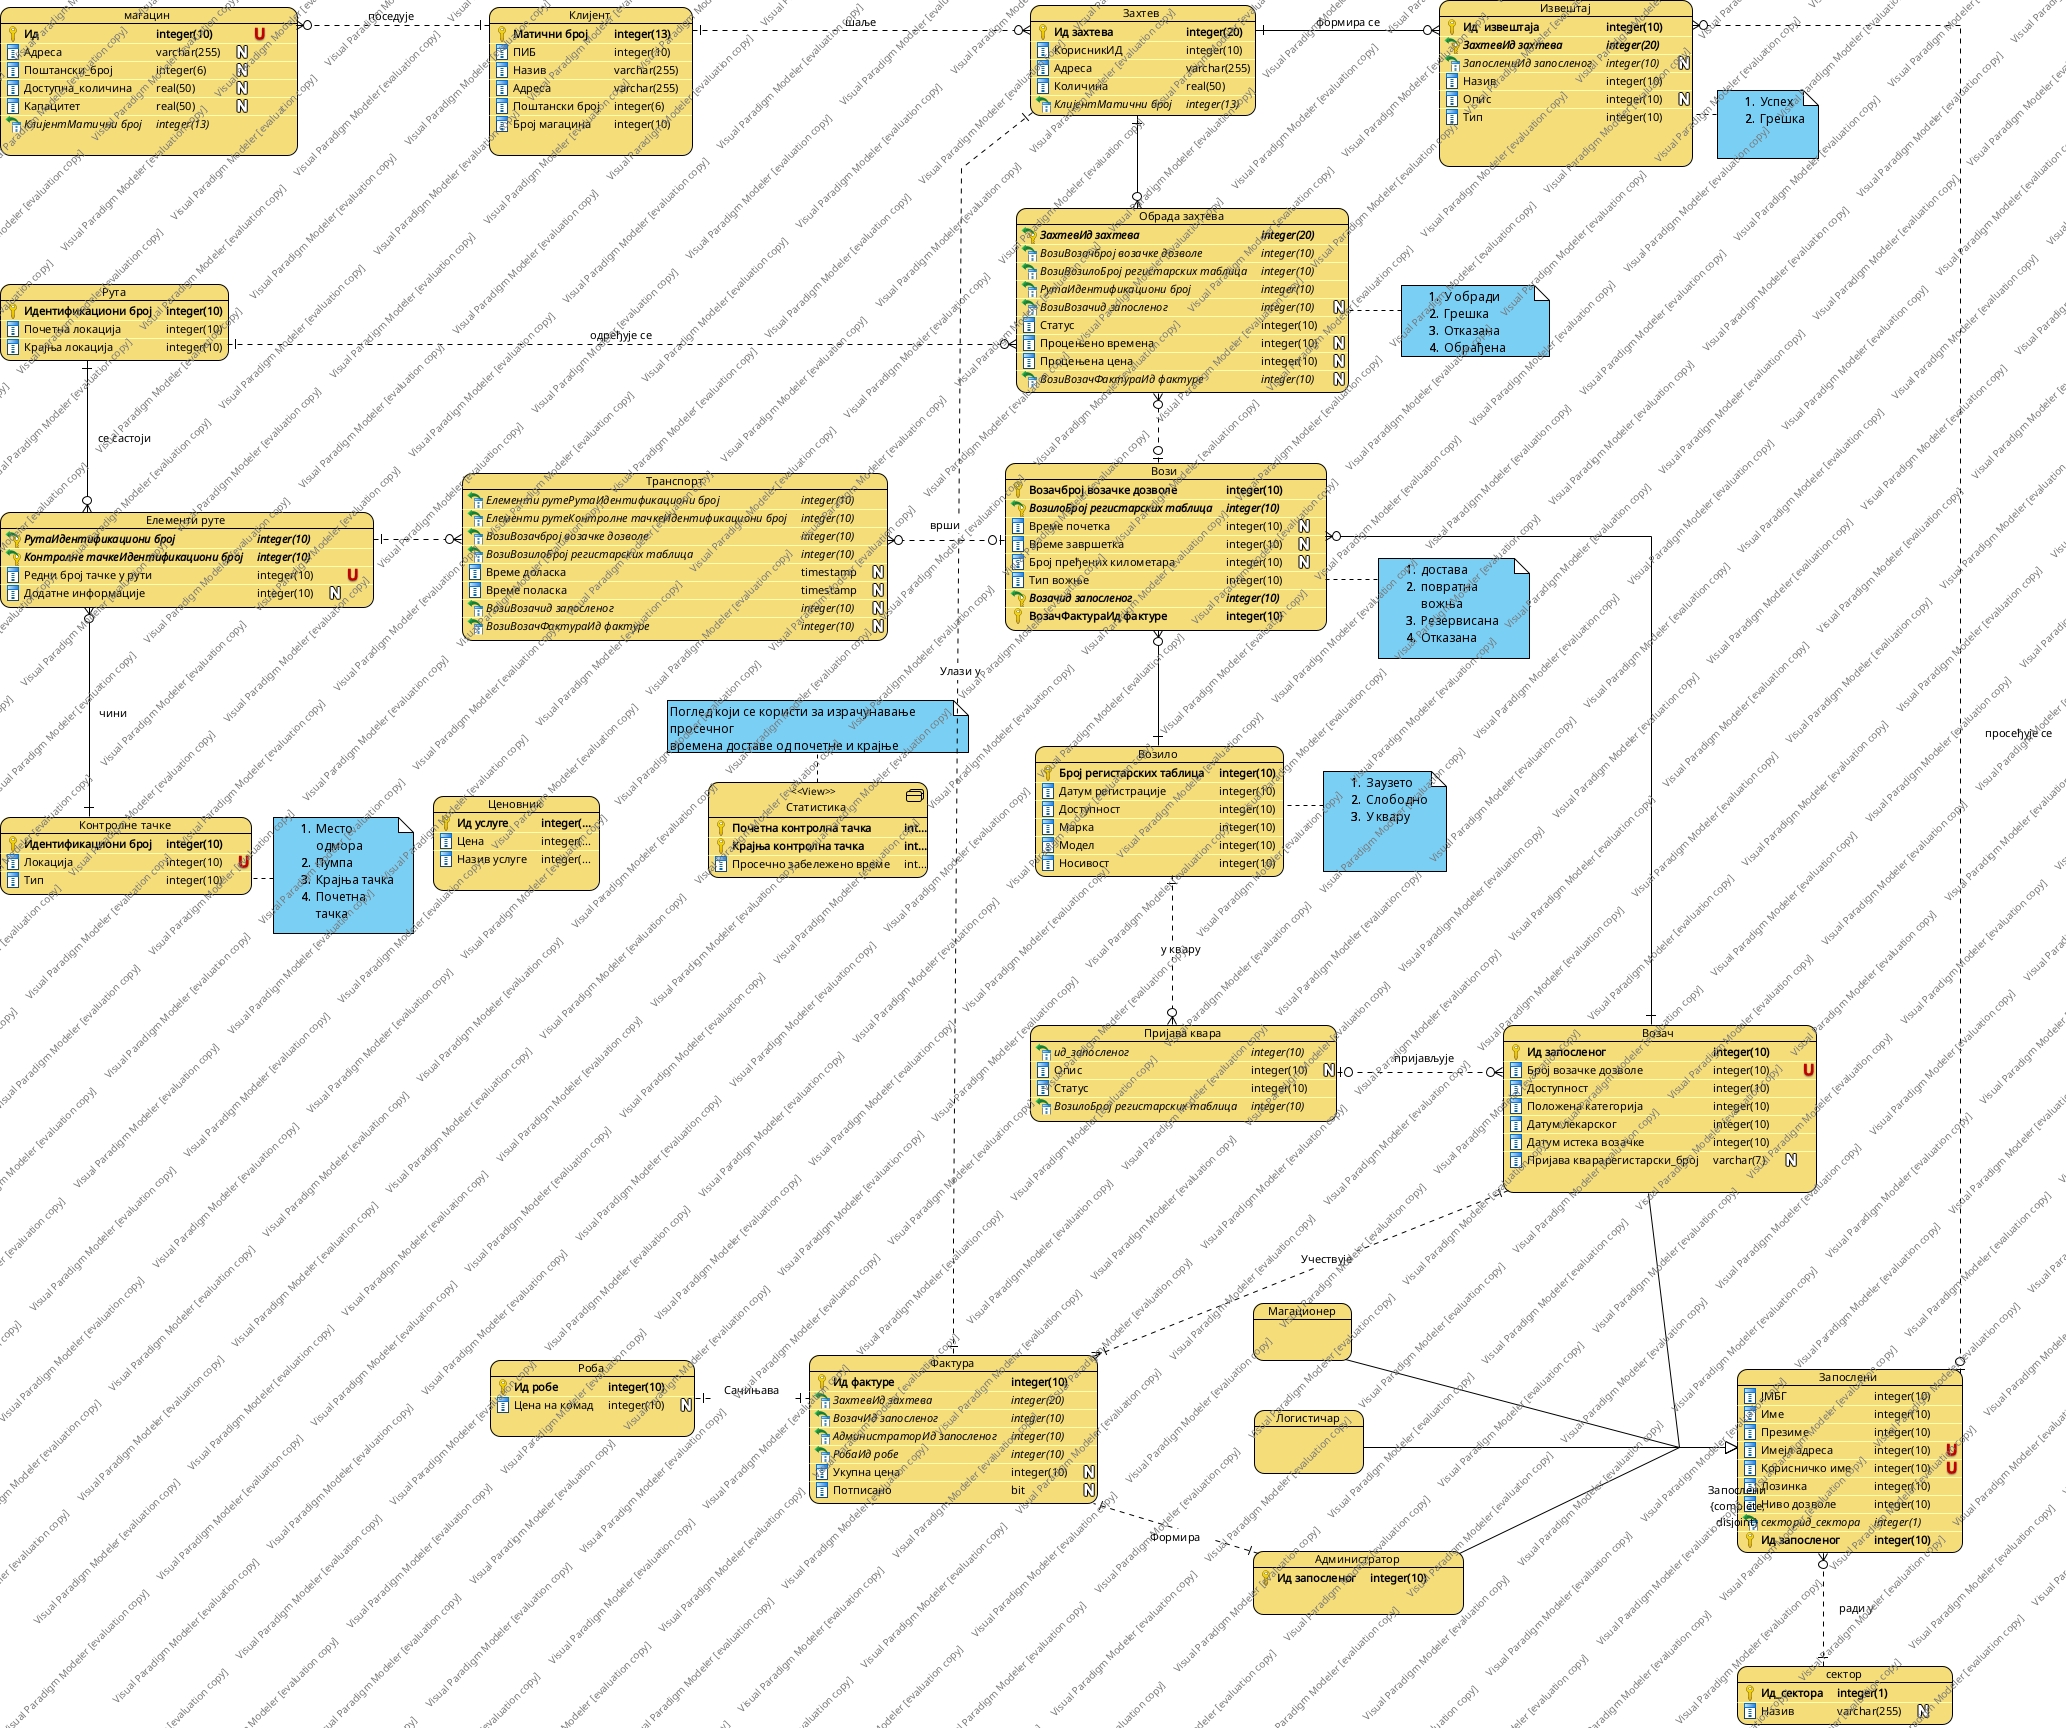 магацин
Ид integer(10) U
Адреса varchar(255) N
Поштански_број integer(6) N
Доступна_количина real(50) N
Капацитет real(50) N
КлијентМатични број integer(13)
поседује
Клијент
Матични број integer(13)
ПИБ integer(10)
Назив varchar(255)
Адреса varchar(255)
Поштански број integer(6)
Број магацина integer(10)
шаље
Захтев
Ид захтева integer(20)
КорисникИД integer(10)
Адреса varchar(255)
Количина real(50)
КлијентМатични број integer(13)
формира се
Извештај
Ид извештаја integer(10)
ЗахтевИд захтева integer(20)
ЗапослениИд запосленог integer(10) N
Назив integer(10)
Опис integer(10) N
Тип integer(10)
1. Успех
2. Грешка
Обрада захтева
ЗахтевИд захтева integer(20)
ВозиВозачброј возачке дозволе integer(10)
ВозиВозилоБрој регистарских таблица integer(10)
РутаИдентификациони број integer(10)
ВозиВозачид запосленог integer(10) N
Статус integer(10)
Процењено времена integer(10) N
Процењена цена integer(10) N
ВозиВозачФактураИд фактуре integer(10) N
1. У обради
2. Грешка
3. Отказана
4. Обрађена
Рута
Идентификациони број integer(10)
Почетна локација integer(10)
Крајња локација integer(10)
одређује се
се састоји
Елементи руте
РутаИдентификациони број integer(10)
Контролне тачкеИдентификациони број integer(10)
Редни број тачке у рути integer(10) U
Додатне информације integer(10) N
Транспорт
Елементи рутеРутаИдентификациони број integer(10)
Елементи рутеКонтролне тачкеИдентификациони број integer(10)
ВозиВозачброј возачке дозволе integer(10)
ВозиВозилоБрој регистарских таблица integer(10)
Време доласка timestamp N
Време поласка timestamp N
ВозиВозачид запосленог integer(10) N
ВозиВозачФактураИд фактуре integer(10) N
врши
Вози
Возачброј возачке дозволе integer(10)
ВозилоБрој регистарских таблица integer(10)
Време почетка integer(10) N
Време завршетка integer(10) N
Број пређених километара integer(10) N
Тип вожње integer(10)
Возачид запосленог integer(10)
ВозачФактураИд фактуре integer(10)
1. достава
2. повратна
вожња
3. Резервисана
4. Отказана
Улази у
чини
Поглед који се користи за израчунавање
просечног
времена доставе од почетне и крајње
просеђује се
Возило
Број регистарских таблица integer(10)
Датум регистрације integer(10)
Доступност integer(10)
Марка integer(10)
Модел integer(10)
Носивост integer(10)
1. Заузето
2. Слободно
3. У квару
<<View>>
Статистика
Почетна контролна тачка int...
Крајња контролна тачка int...
Просечно забележено време int...
Ценовник
Ид услуге integer(...
Цена integer(...
Назив услуге integer(...
Контролне тачке
Идентификациони број integer(10)
Локација integer(10) U
Тип integer(10)
1. Место
одмора
2. Пумпа
3. Крајња тачка
4. Почетна
тачка
у квару
Пријава квара
ид_запосленог integer(10)
Опис integer(10) N
Статус integer(10)
ВозилоБрој регистарских таблица integer(10)
пријављује
Возач
Ид запосленог integer(10)
Број возачке дозволе integer(10) U
Доступност integer(10)
Положена категорија integer(10)
Датум лекарског integer(10)
Датум истека возачке integer(10)
Пријава кварарегистарски_број varchar(7) N
Учествује
Магационер
Роба
Ид робе integer(10)
Цена на комад integer(10) N
Сачињава
Фактура
Ид фактуре integer(10)
ЗахтевИд захтева integer(20)
ВозачИд запосленог integer(10)
АдминистраторИд запосленог integer(10)
РобаИд робе integer(10)
Укупна цена integer(10) N
Потписано bit N
Логистичар
Запослени
ЈМБГ integer(10)
Име integer(10)
Презиме integer(10)
Имејл адреса integer(10) U
Корисничко име integer(10) U
Лозинка integer(10)
Ниво дозволе integer(10)
секторид_сектора integer(1)
Ид запосленог integer(10)
Запослени
{complete,
disjoint}
Формира
Администратор
Ид запосленог integer(10)
ради у
сектор
Ид_сектора integer(1)
Назив varchar(255) N
Visual Paradigm Modeler [evaluation copy]